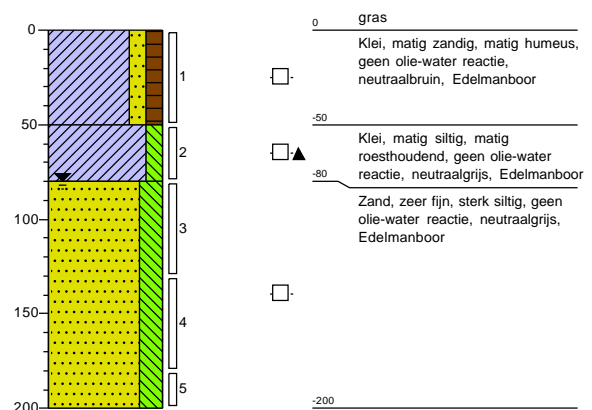 0
50
100
150
200
1
2
3
4
5
0
gras
Klei, matig zandig, matig humeus,
geen olie-water reactie,
neutraalbruin, Edelmanboor
-50
Klei, matig siltig, matig
roesthoudend, geen olie-water
reactie, neutraalgrijs, Edelmanboor
-80
Zand, zeer fijn, sterk siltig, geen
olie-water reactie, neutraalgrijs,
Edelmanboor
-200